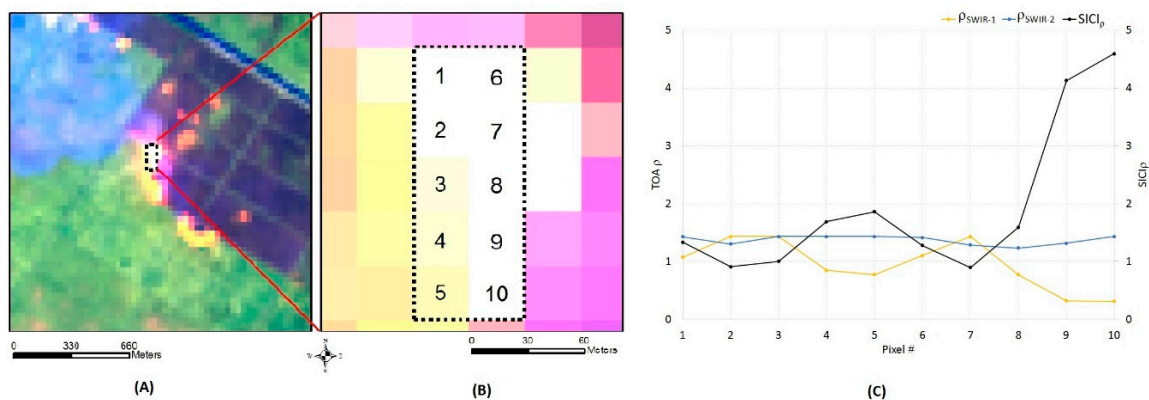 1 6
2 7
3 8
4 9
5 10
0 330 660
Meters
N
W
E
S
0 30 60
Meters
(A)
(B)
ρSWIR-1 ρSWIR-2 SICIρ
5 5
4 4
3 3
2 2
1 1
0 0
TOA ρ
SICIρ
1 2 3 4 5 6 7 8 9 10
Pixel #
(C)